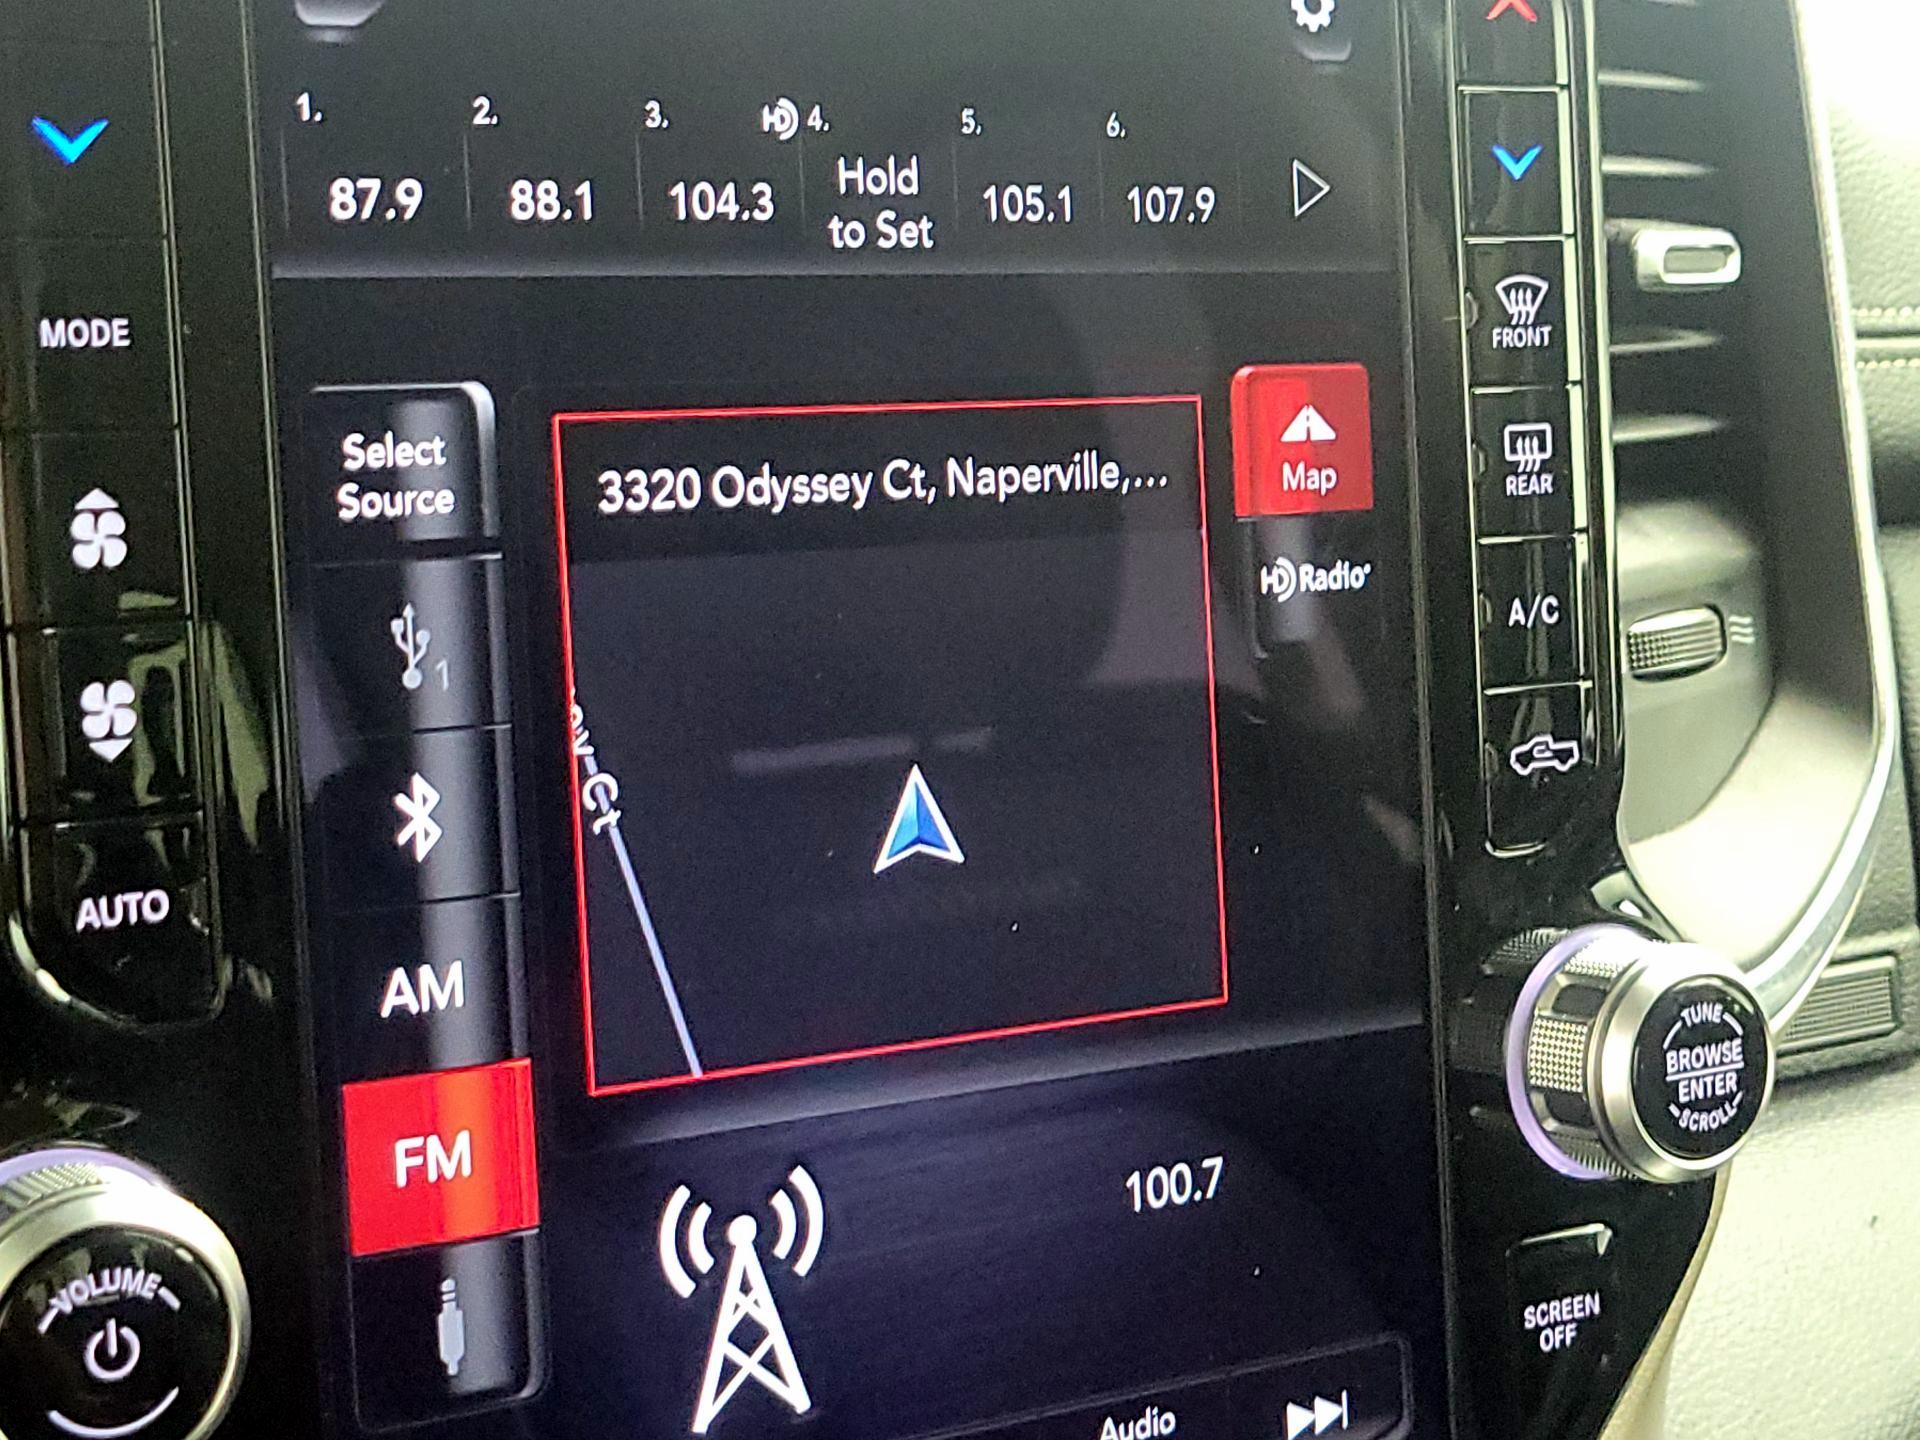 1.
2.
3.
HD 4.
5.
6.
87.9
88.1
104.3
Hold
to Set
105.1
107.9
MODE
FRONT
Select
Source
3320 Odyssey Ct, Naperville,...
Map
REAR
HD Radio
A/C
1
Ct
AUTO
AM
TUNE
BROWSE
ENTER
SCROLL
FM
100.7
VOLUME
SCREEN
OFF
Audio